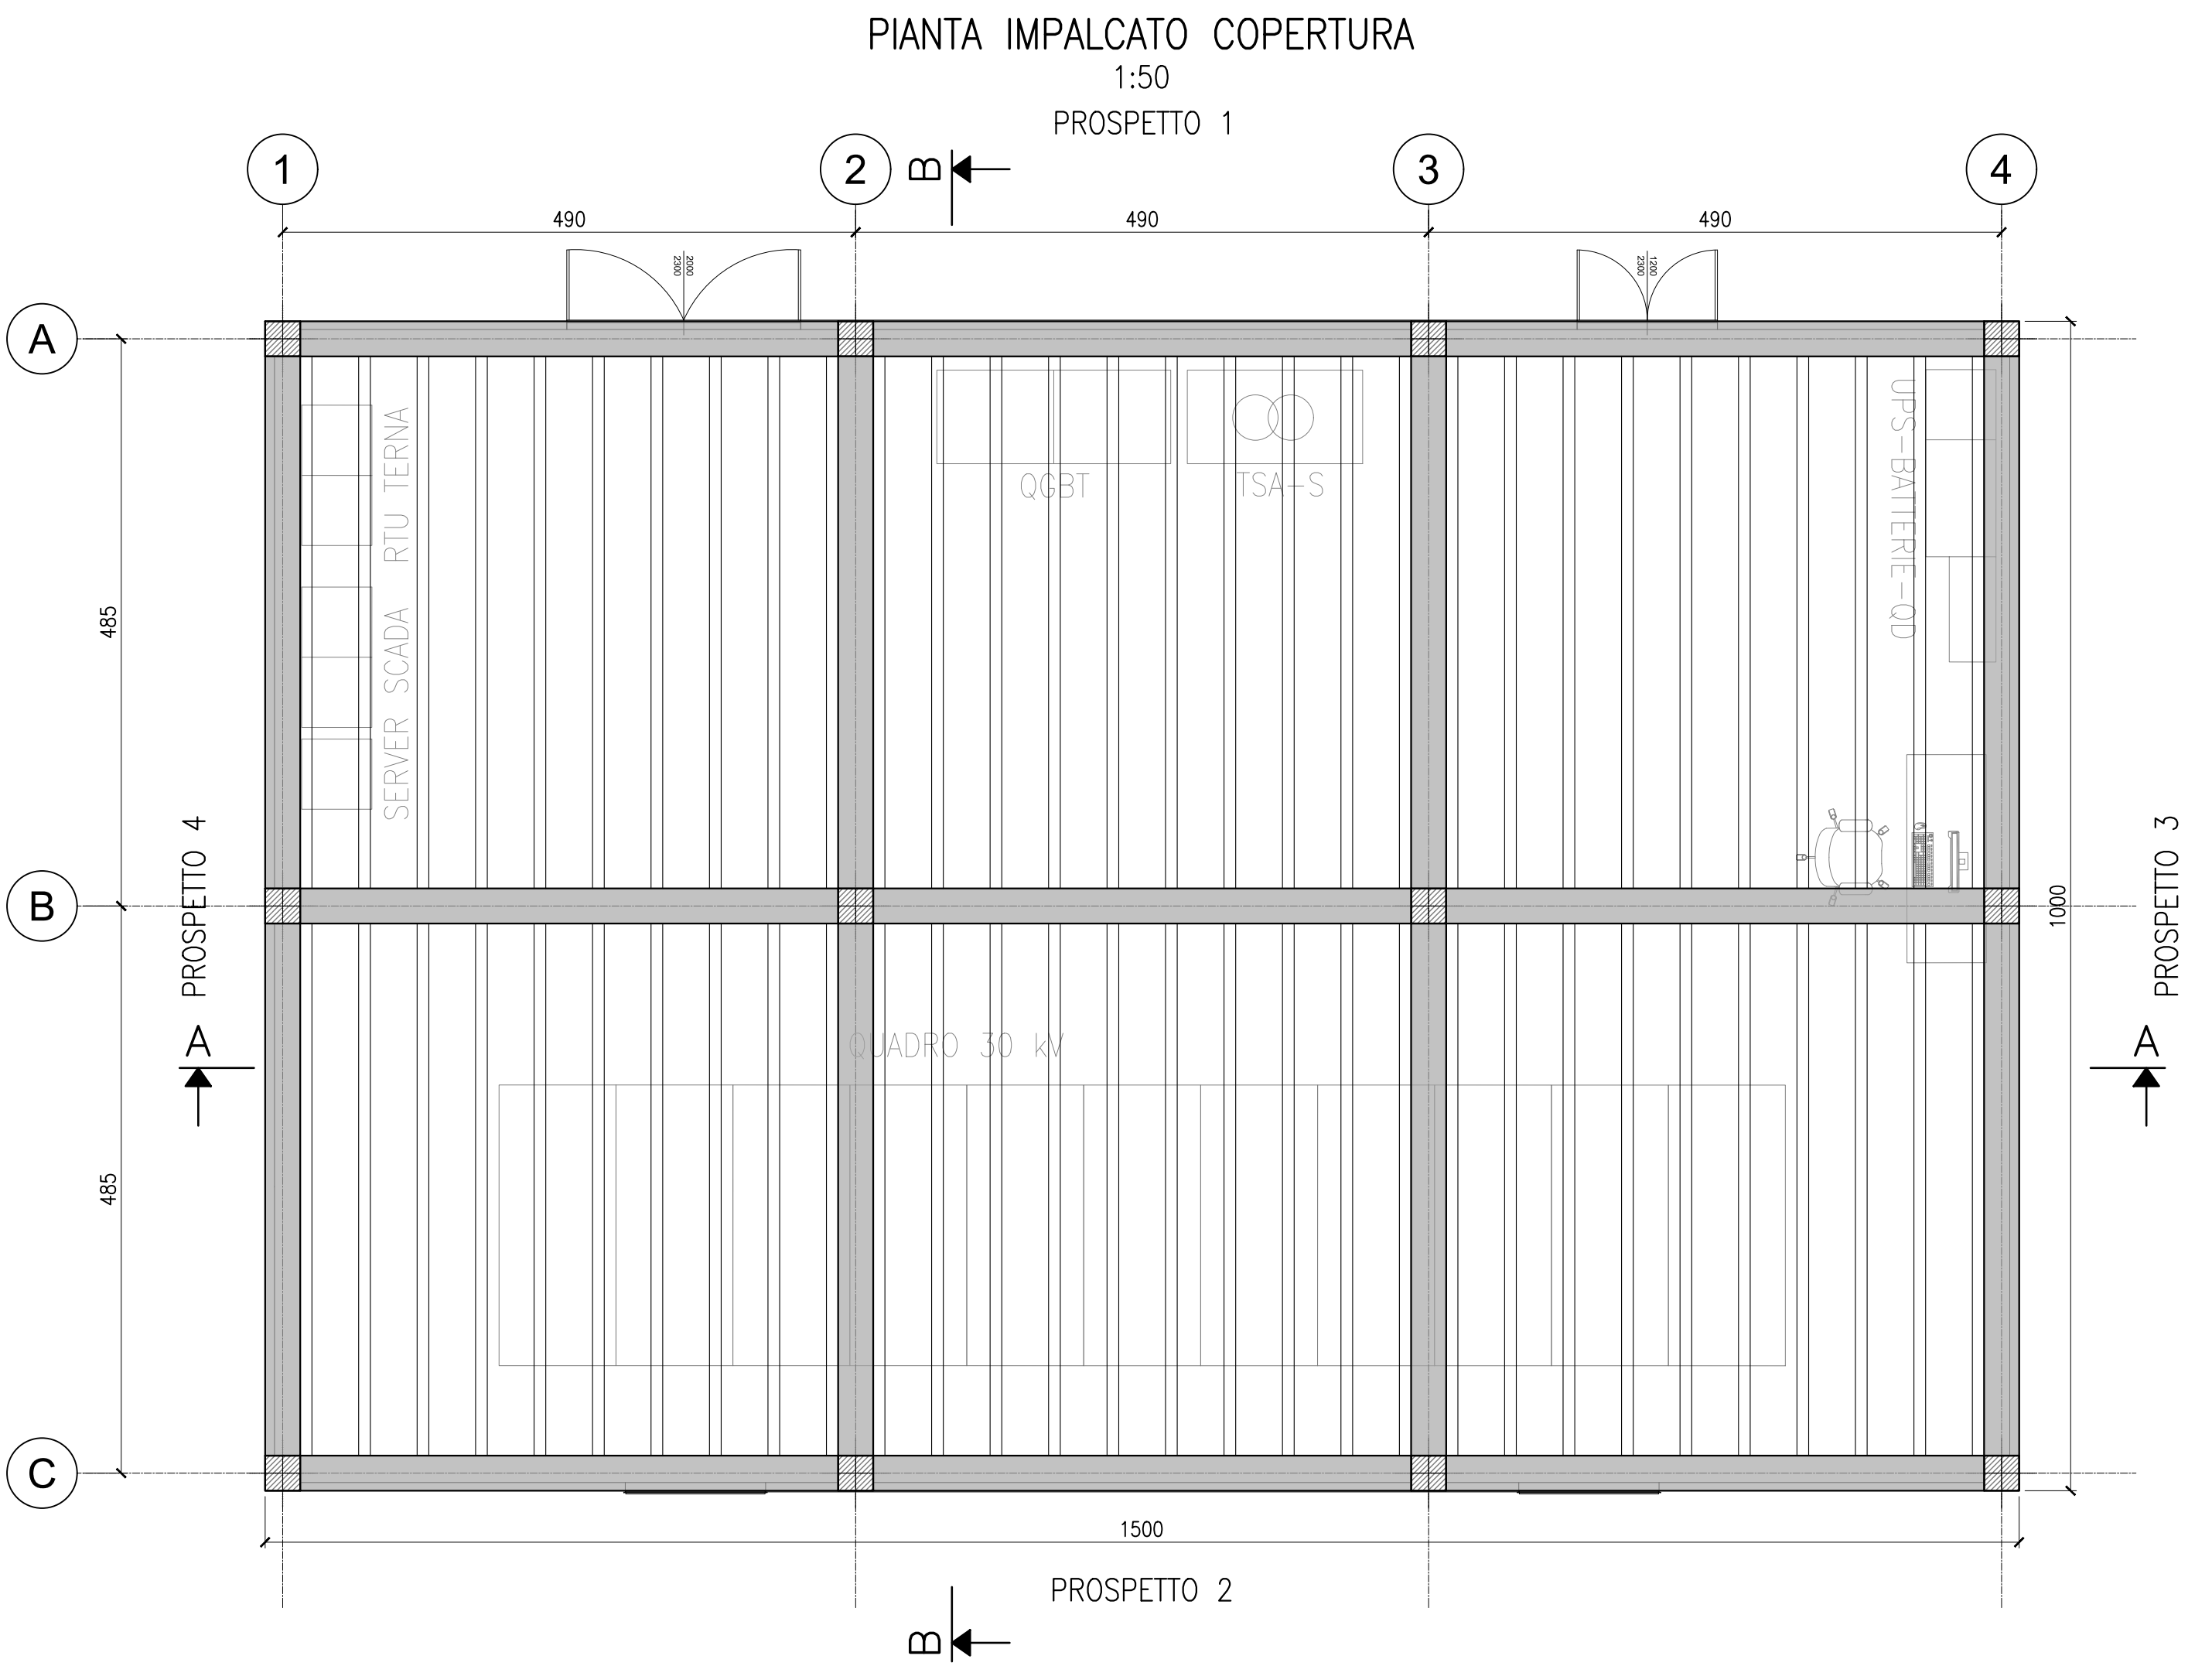 PIANTA IMPALCATO COPERTURA
1:50
PROSPETTO 1
1
2
B
3
4
490
490
490
2000
2300
1200
2300
A
RTU TERNA
SERVER SCADA
QGBT
TSA-S
UPS-BATTERIE-QD
485
PROSPETTO 4
B
1000
PROSPETTO 3
A
QUADRO 30 kV
A
485
C
1500
PROSPETTO 2
B